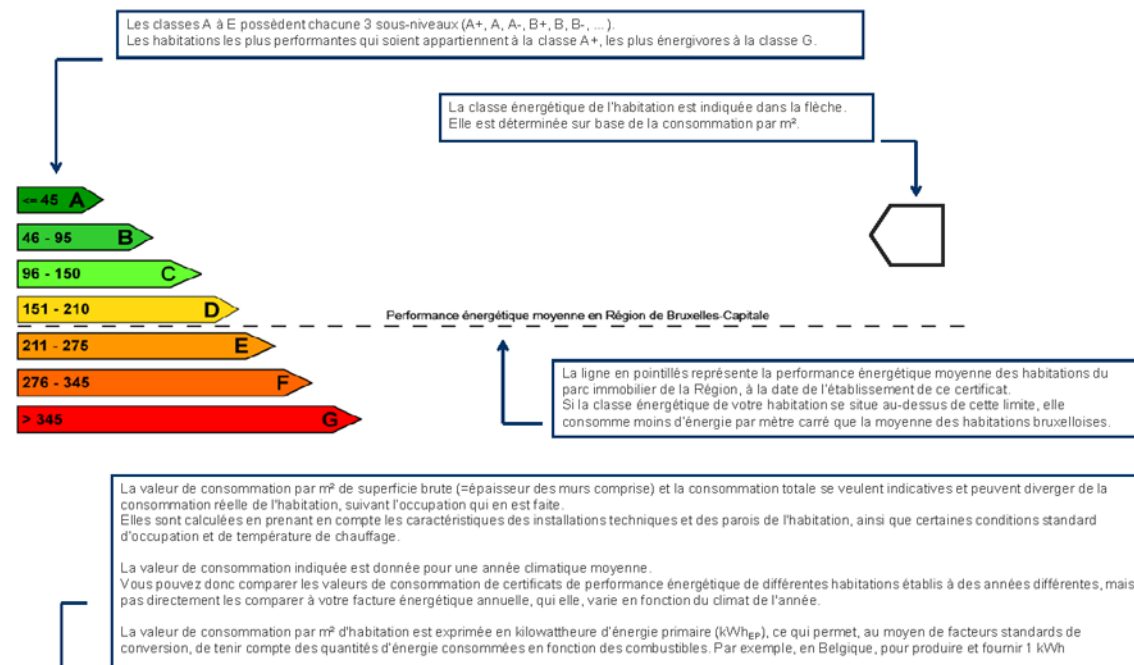 Les classes A à E possèdent chacune 3 sous-niveaux (A+, A, A-, B+, B, B-, ... ).
Les habitations les plus performantes qui soient appartiennent à la classe A+, les plus énergivores à la classe G.
La classe énergétique de l'habitation est indiquée dans la flèche.
Elle est déterminée sur base de la consommation par m².
<= 45 A
46 - 95 B
96 - 150 C
151 - 210 D
Performance énergétique moyenne en Région de Bruxelles-Capitale
211 - 275 E
276 - 345 F
> 345 G
La ligne en pointillés représente la performance énergétique moyenne des habitations du
parc immobilier de la Région, à la date de l'établissement de ce certificat.
Si la classe énergétique de votre habitation se situe au-dessus de cette limite, elle
consomme moins d'énergie par mètre carré que la moyenne des habitations bruxelloises.
La valeur de consommation par m² de superficie brute (=épaisseur des murs comprise) et la consommation totale se veulent indicatives et peuvent diverger de la
consommation réelle de l'habitation, suivant l'occupation qui en est faite.
Elles sont calculées en prenant en compte les caractéristiques des installations techniques et des parois de l'habitation, ainsi que certaines conditions standard
d'occupation et de température de chauffage.
La valeur de consommation indiquée est donnée pour une année climatique moyenne.
Vous pouvez donc comparer les valeurs de consommation de certificats de performance énergétique de différentes habitations établis à des années différentes, mais
pas directement les comparer à votre facture énergétique annuelle, qui elle, varie en fonction du climat de l'année.
La valeur de consommation par m² d'habitation est exprimée en kilowattheure d'énergie primaire (kWhEP), ce qui permet, au moyen de facteurs standards de
conversion, de tenir compte des quantités d'énergie consommées en fonction des combustibles. Par exemple, en Belgique, pour produire et fournir 1 kWh